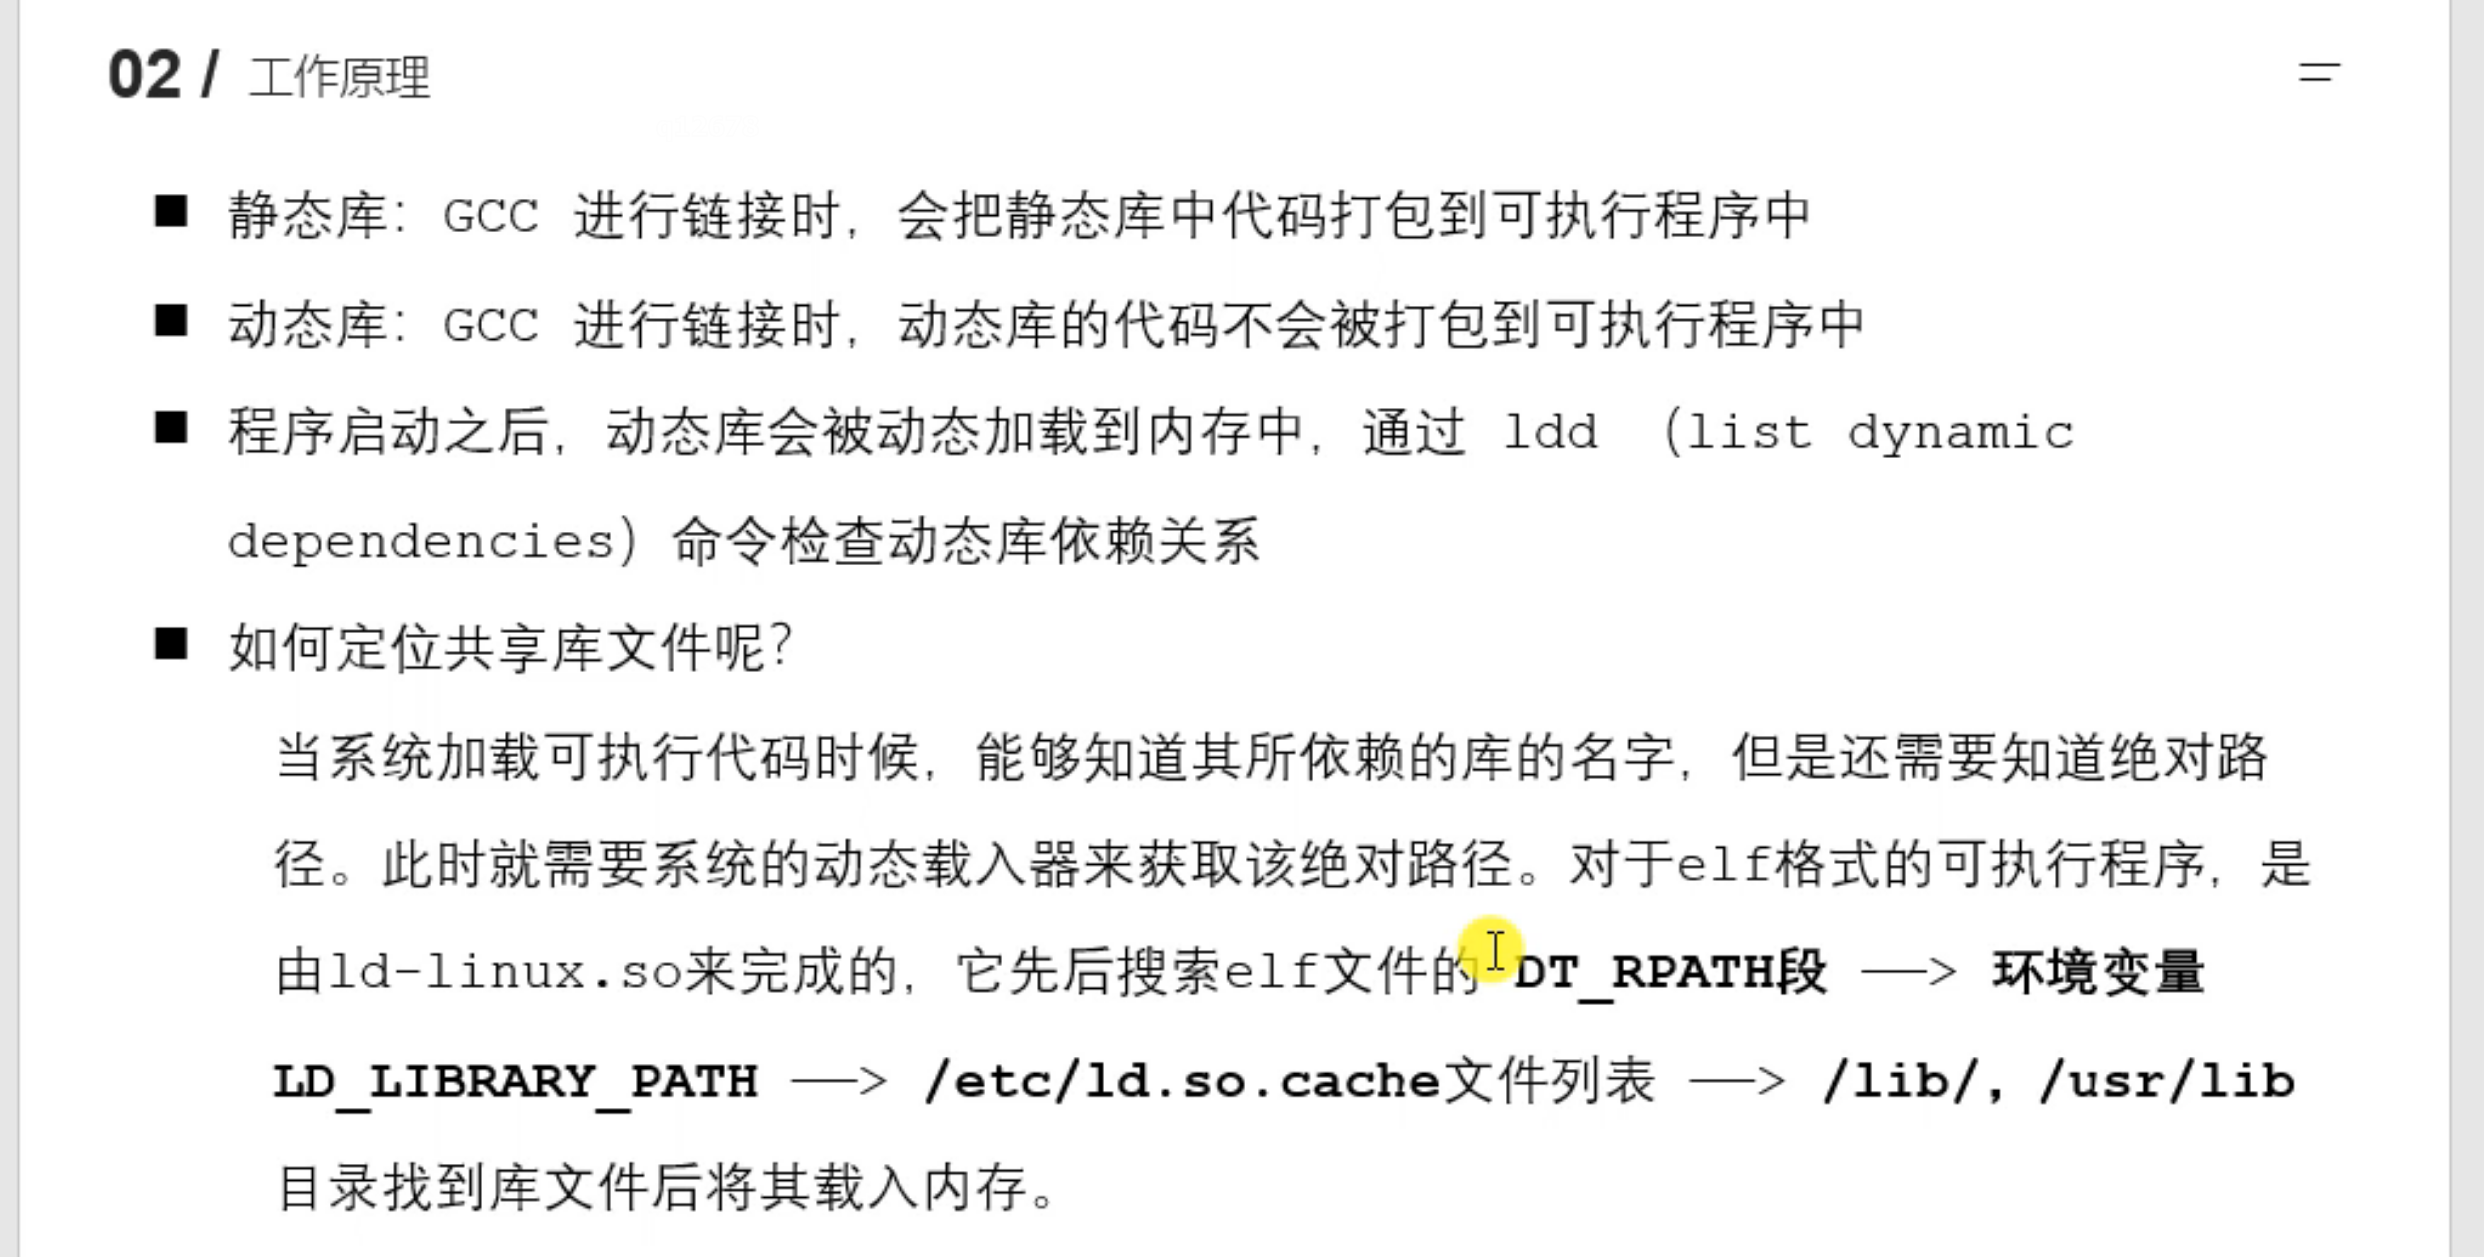 02 / 工作原理
■ 静态库：GCC 进行链接时，会把静态库中代码打包到可执行程序中
■ 动态库：GCC 进行链接时，动态库的代码不会被打包到可执行程序中
■ 程序启动之后，动态库会被动态加载到内存中，通过 ldd （list dynamic
dependencies）命令检查动态库依赖关系
■ 如何定位共享库文件呢？
当系统加载可执行代码时候，能够知道其所依赖的库的名字，但是还需要知道绝对路
径。此时就需要系统的动态载入器来获取该绝对路径。对于elf格式的可执行程序，是
由ld-linux.so来完成的，它先后搜索elf文件的 DT_RPATH段 ——> 环境变量
LD_LIBRARY_PATH ——> /etc/ld.so.cache文件列表 ——> /lib/，/usr/lib
目录找到库文件后将其载入内存。